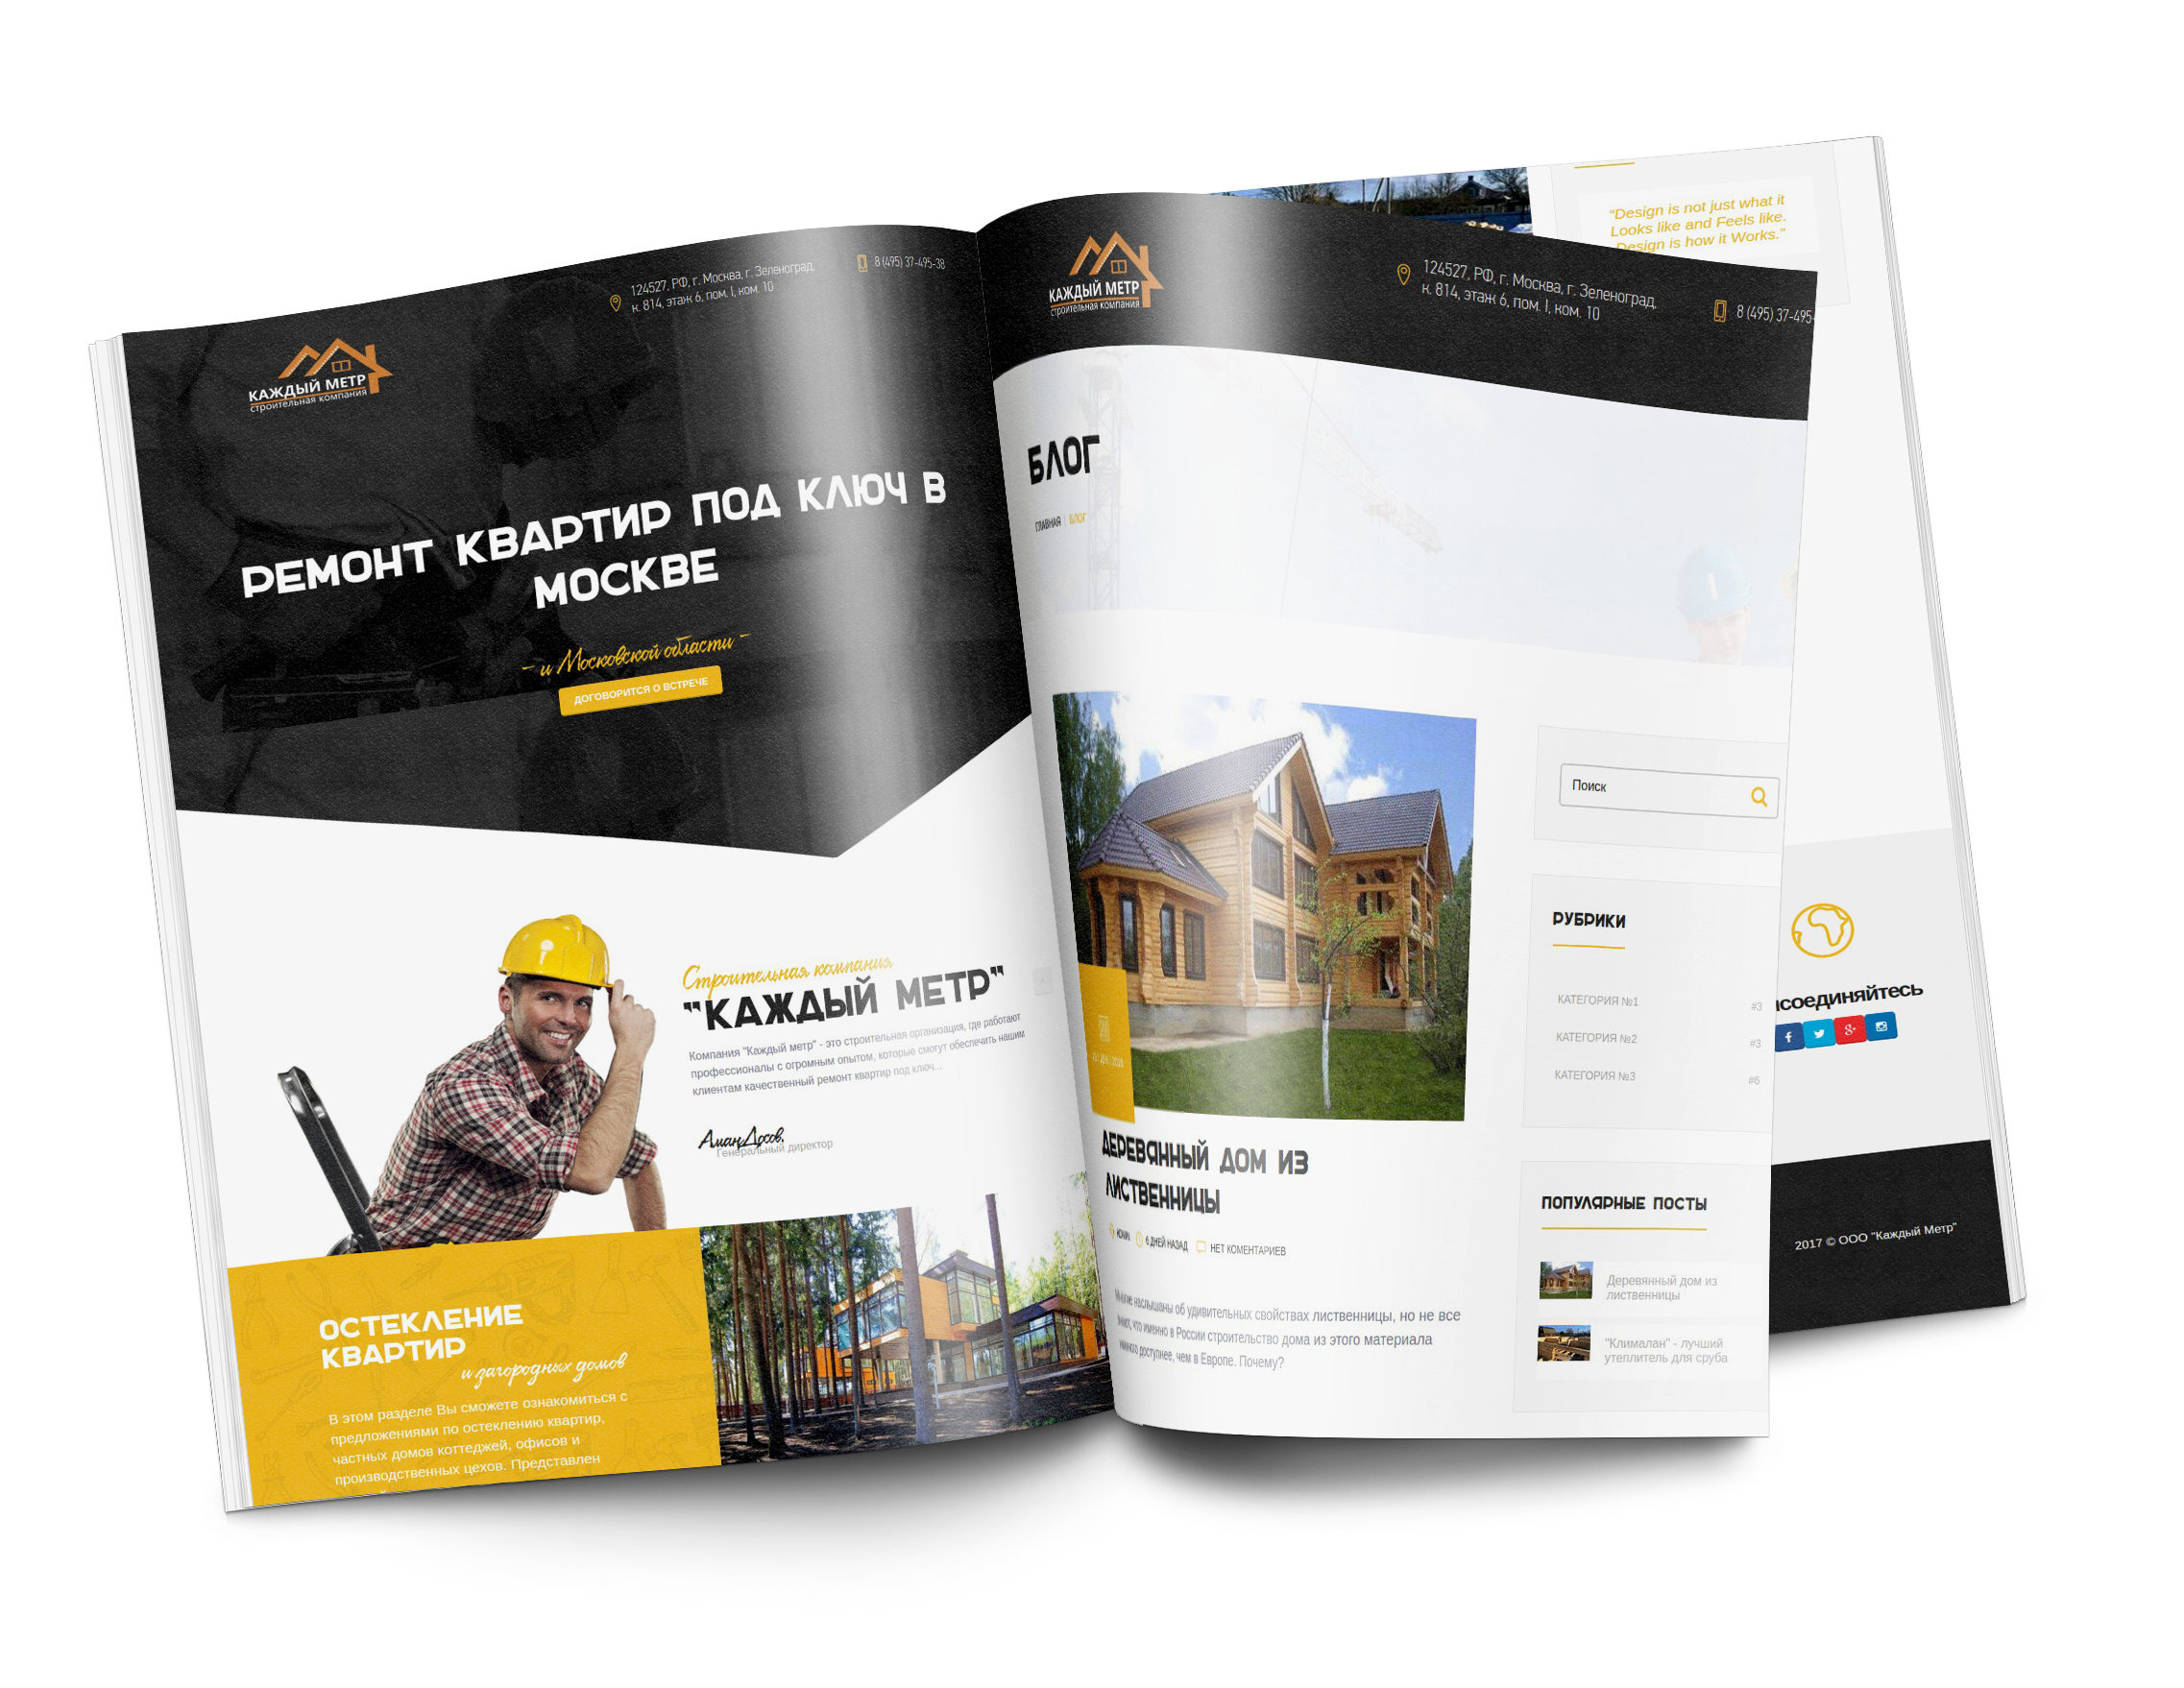 КАЖДЫЙ МЕТР
строительная компания
124527, РФ, г. Москва, г. Зеленоград,
к. 814, этаж 6, пом. I, ком. 10
8 (495) 37-495-38
РЕМОНТ КВАРТИР ПОД КЛЮЧ В
МОСКВЕ
– и Московской области –
ДОГОВОРИТСЯ О ВСТРЕЧЕ
Строительная компания
"КАЖДЫЙ МЕТР"
Компания "Каждый метр" - это строительная организация, где работают
профессионалы с огромным опытом, которые смогут обеспечить нашим
клиентам качественный ремонт квартир под ключ...
Генеральный директор
ОСТЕКЛЕНИЕ
КВАРТИР
и загородных домов
В этом разделе Вы сможете ознакомиться с
предложениями по остеклению квартир,
частных домов коттеджей, офисов и
производственных цехов. Представлен
КАЖДЫЙ МЕТР
строительная компания
124527, РФ, г. Москва, г. Зеленоград,
к. 814, этаж 6, пом. I, ком. 10
8 (495) 37-495-
БЛОГ
ГЛАВНАЯ | БЛОГ
ДЕРЕВЯННЫЙ ДОМ ИЗ
ЛИСТВЕННИЦЫ
6 ДНЕЙ НАЗАД
НЕТ КОМЕНТАРИЕВ
Многие наслышаны об удивительных свойствах лиственницы, но не все
знают, что именно в России строительство дома из этого материала
намного доступнее, чем в Европе. Почему?
Поиск
РУБРИКИ
КАТЕГОРИЯ №1 #3
КАТЕГОРИЯ №2 #3
КАТЕГОРИЯ №3 #6
ПОПУЛЯРНЫЕ ПОСТЫ
Деревянный дом из
лиственницы
"Клималан" - лучший
утеплитель для сруба
“Design is not just what it
Looks like and Feels like.
Design is how it Works.”
исоединяйтесь
2017 © ООО "Каждый Метр"